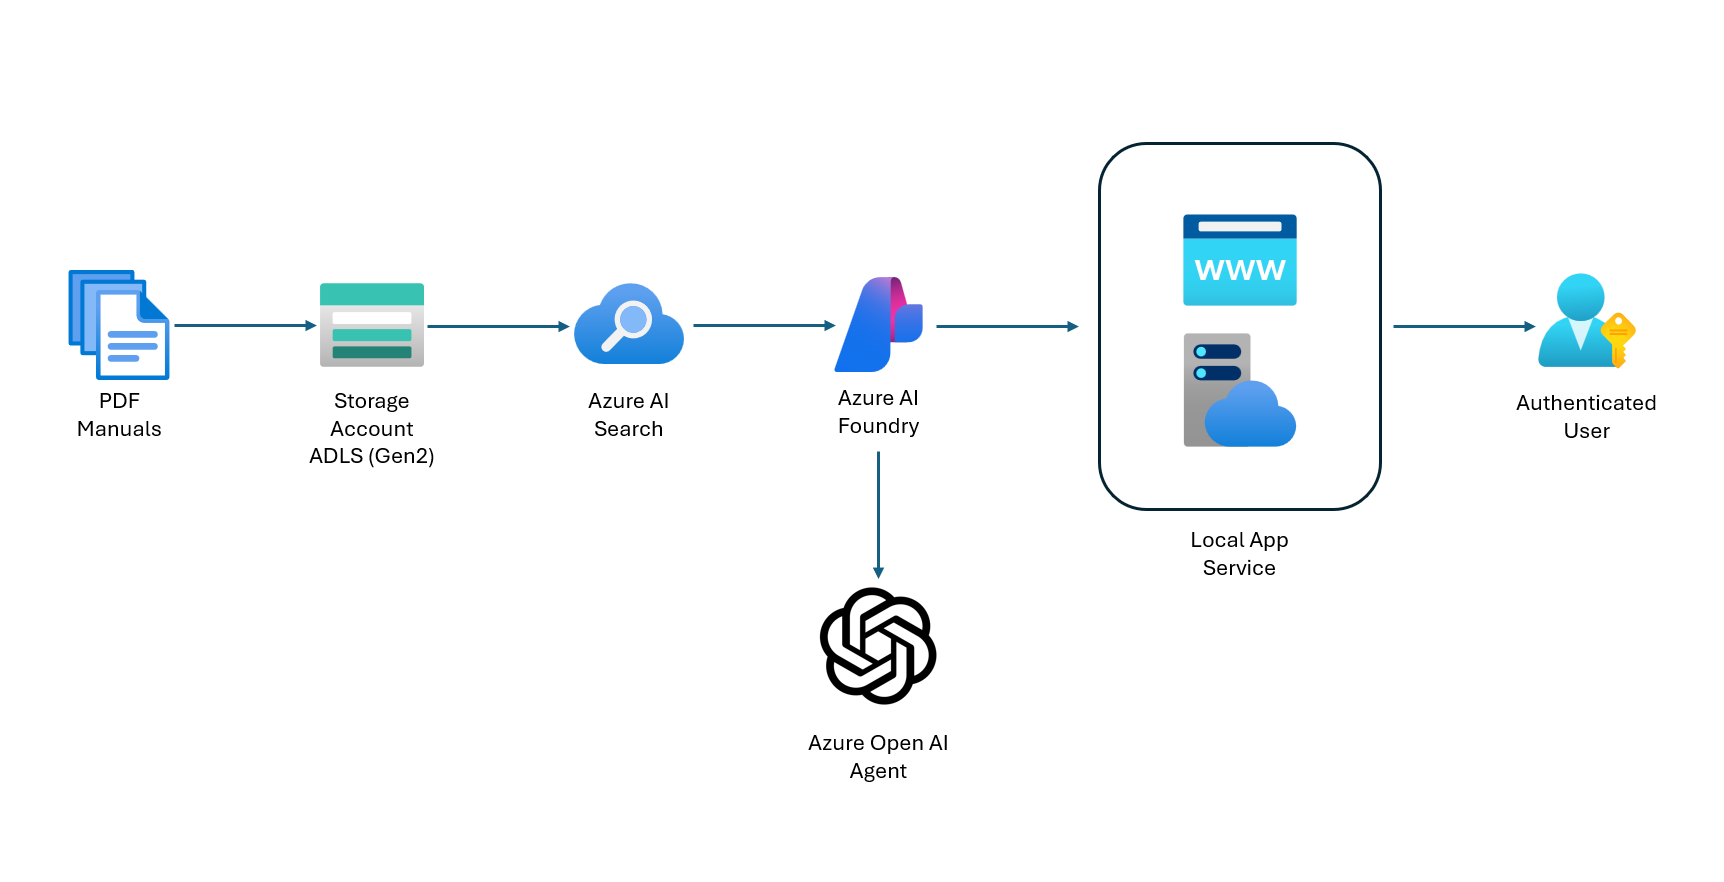 PDF
Manuals
Storage
Account
ADLS (Gen2)
Azure AI
Search
Azure AI
Foundry
www
Local App
Service
Authenticated
User
Azure Open AI
Agent